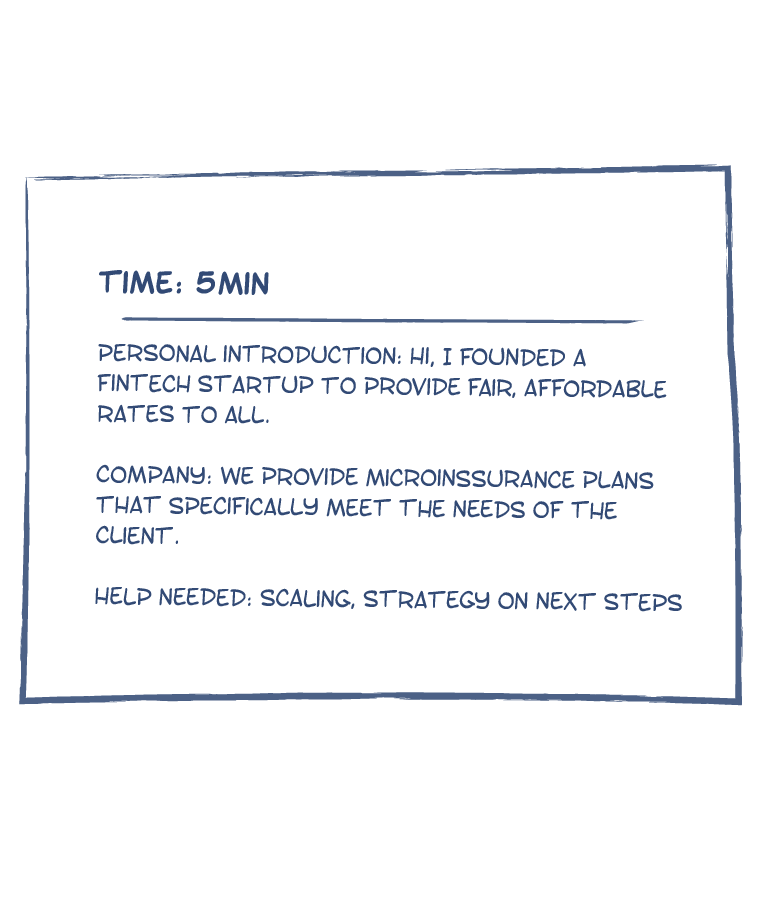 TIME: 5MIN
PERSONAL INTRODUCTION: HI, I FOUNDED A
FINTECH STARTUP TO PROVIDE FAIR, AFFORDABLE
RATES TO ALL.
COMPANY: WE PROVIDE MICROINSSURANCE PLANS
THAT SPECIFICALLY MEET THE NEEDS OF THE
CLIENT.
HELP NEEDED: SCALING, STRATEGY ON NEXT STEPS